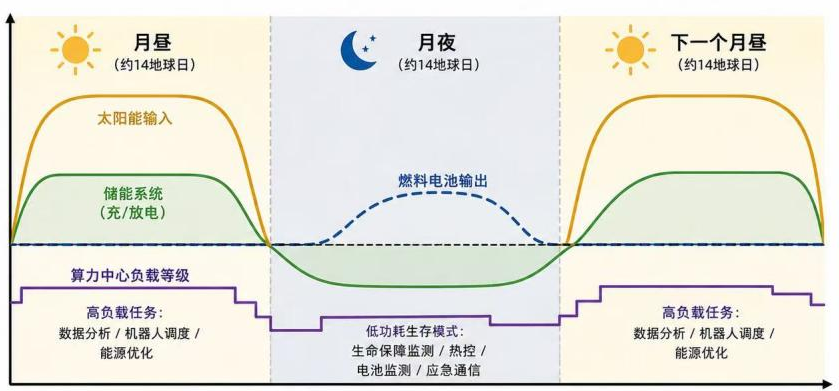 月昼
（约14地球日）
月夜
（约14地球日）
下一个月昼
（约14地球日）
太阳能输入
储能系统
（充/放电）
燃料电池输出
算力中心负载等级
高负载任务：
数据分析 / 机器人调度 /
能源优化
低功耗生存模式：
生命保障监测 / 热控 /
电池监测 / 应急通信
高负载任务：
数据分析 / 机器人调度 /
能源优化